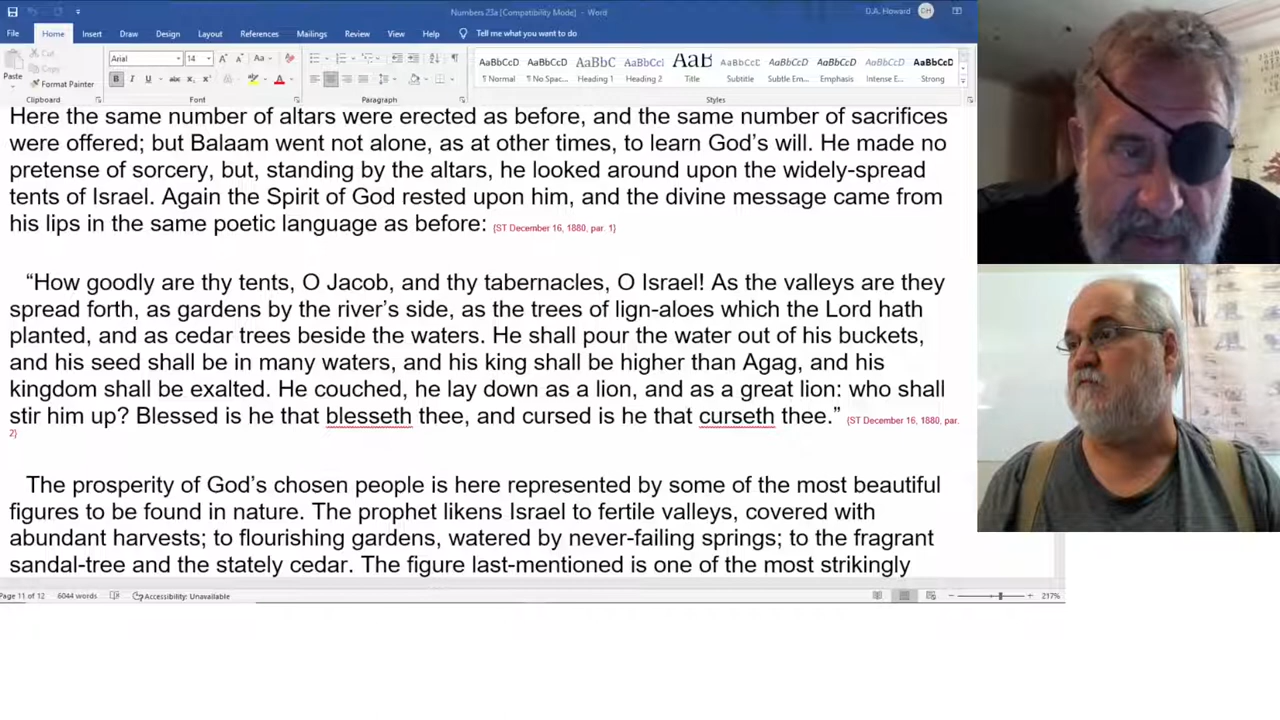 Numbers 23a [Compatibility Mode] - Word
D.A. Howard DH
File Home Insert Draw Design Layout References Mailings Review View Help Tell me what you want to do
Paste Cut
Copy
Format Painter
Arial 14 Aa
B I U abc x₂ x² A
AaBbCcD AaBbCcD AaBbC AaBbCcl AaB AaBbCcD AaBbCcD AaBbCcD AaBbCcD AaBbCcD
¶ Normal ¶ No Spac... Heading 1 Heading 2 Title Subtitle Subtle Em... Emphasis Intense E... Strong
Clipboard Font Paragraph Styles
Here the same number of altars were erected as before, and the same number of sacrifices
were offered; but Balaam went not alone, as at other times, to learn God’s will. He made no
pretense of sorcery, but, standing by the altars, he looked around upon the widely-spread
tents of Israel. Again the Spirit of God rested upon him, and the divine message came from
his lips in the same poetic language as before: {ST December 16, 1880, par. 1}
“How goodly are thy tents, O Jacob, and thy tabernacles, O Israel! As the valleys are they
spread forth, as gardens by the river’s side, as the trees of lign-aloes which the Lord hath
planted, and as cedar trees beside the waters. He shall pour the water out of his buckets,
and his seed shall be in many waters, and his king shall be higher than Agag, and his
kingdom shall be exalted. He couched, he lay down as a lion, and as a great lion: who shall
stir him up? Blessed is he that blesseth thee, and cursed is he that curseth thee.” {ST December 16, 1880, par.
2}
The prosperity of God’s chosen people is here represented by some of the most beautiful
figures to be found in nature. The prophet likens Israel to fertile valleys, covered with
abundant harvests; to flourishing gardens, watered by never-failing springs; to the fragrant
sandal-tree and the stately cedar. The figure last-mentioned is one of the most strikingly
Page 11 of 12 6044 words Accessibility: Unavailable 217%